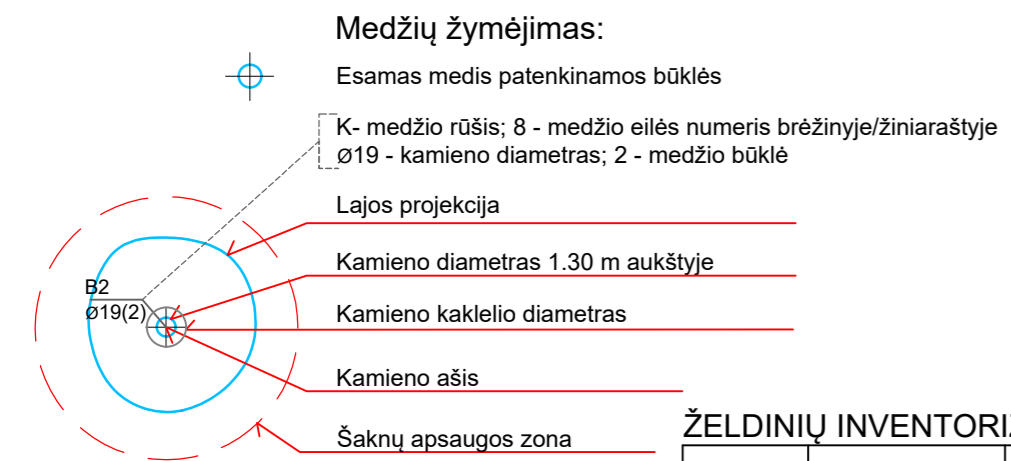 Medžių žymėjimas:
Esamas medis patenkinamos būklės
K- medžio rūšis; 8 - medžio eilės numeris brėžinyje/žiniaraštyje
Ø19 - kamieno diametras; 2 - medžio būklė
Lajos projekcija
Kamieno diametras 1.30 m aukštyje
B2
Ø19(2)
Kamieno kaklelio diametras
Kamieno ašis
Šaknų apsaugos zona
ŽELDINIŲ INVENTORI